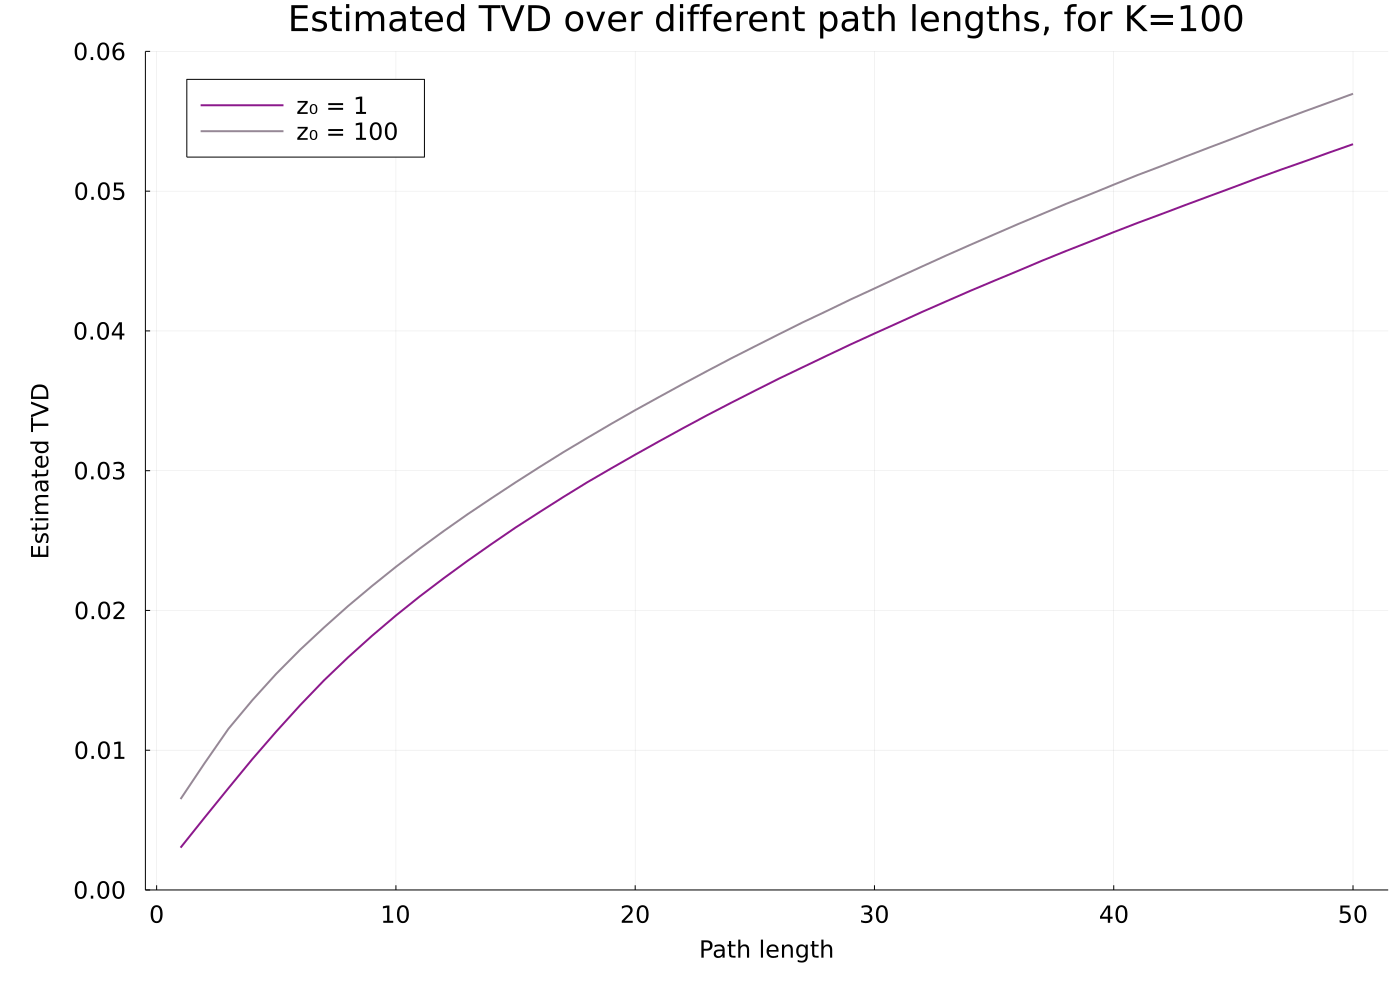 Estimated TVD over different path lengths, for K=100
0.06
z₀ = 1
z₀ = 100
0.05
0.04
Estimated TVD
0.03
0.02
0.01
0.00
0 10 20 30 40 50
Path length